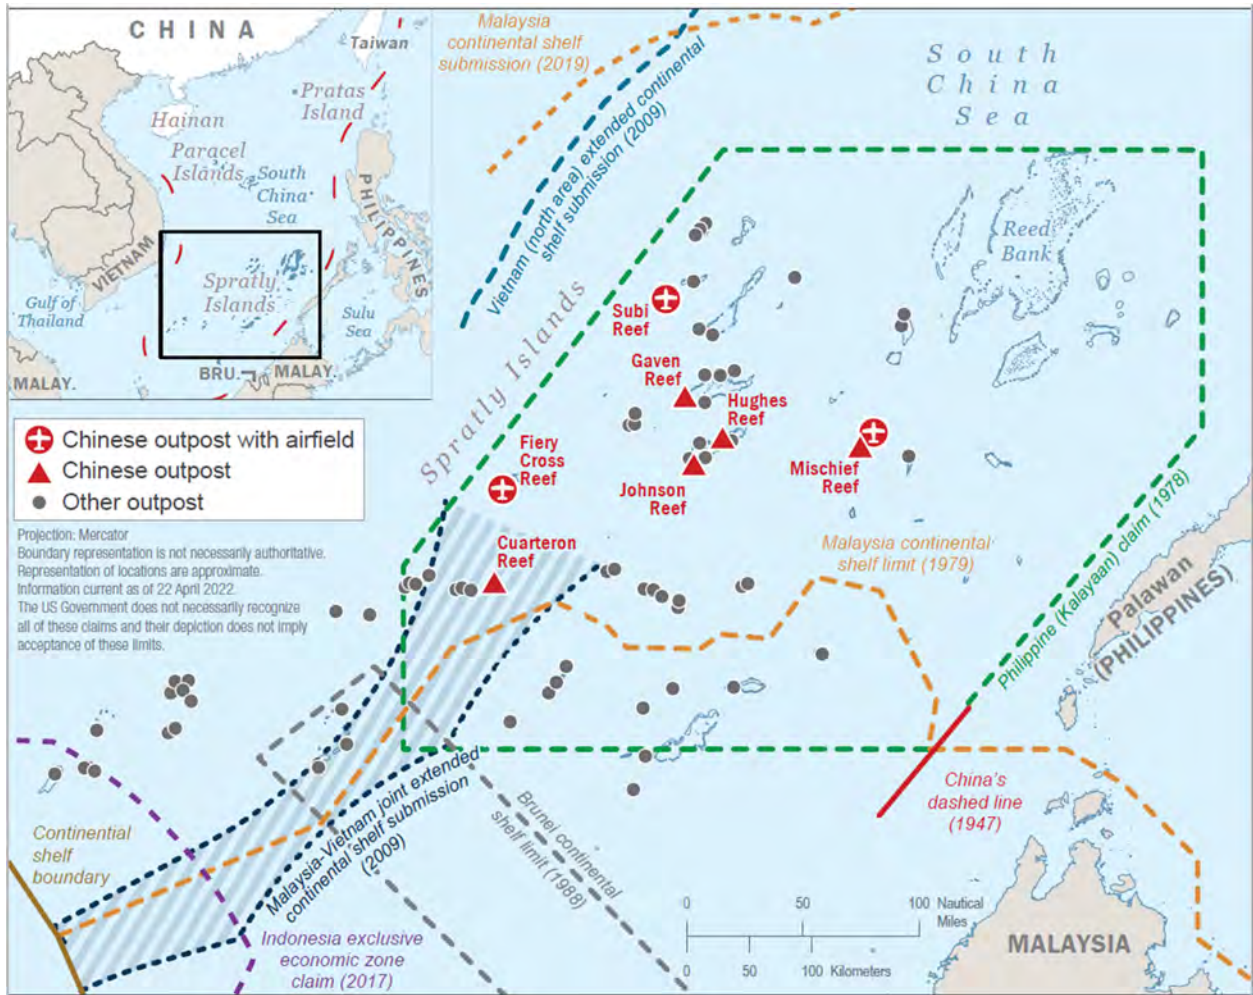 CHINA
Taiwan
Pratas
Island
Hainan
Paracel
Islands
South
China
Sea
PHILIPPINES
VIETNAM
Spratly
Islands
Gulf of
Thailand
Sulu
Sea
BRU.
MALAY.
MALAY.
Malaysia
continental shelf
submission (2019)
Vietnam (north area) extended continental
shelf submission (2009)
South
China
Sea
Reed
Bank
Spratly Islands
Subi
Reef
Gaven
Reef
Hughes
Reef
Fiery
Cross
Reef
Johnson
Reef
Mischief
Reef
Cuarteron
Reef
Chinese outpost with airfield
Chinese outpost
Other outpost
Projection: Mercator
Boundary representation is not necessarily authoritative.
Representation of locations are approximate.
Information current as of 22 April 2022.
The US Government does not necessarily recognize
all of these claims and their depiction does not imply
acceptance of these limits.
Malaysia continental
shelf limit (1979)
Philippine (Kalayaan) claim (1978)
Palawan
(PHILIPPINES)
China's
dashed line
(1947)
Malaysia-Vietnam joint extended
continental shelf submission
(2009)
Brunei continental
shelf limit (1988)
Continential
shelf
boundary
Indonesia exclusive
economic zone
claim (2017)
0 50 100 Nautical
Miles
0 50 100 Kilometers
MALAYSIA